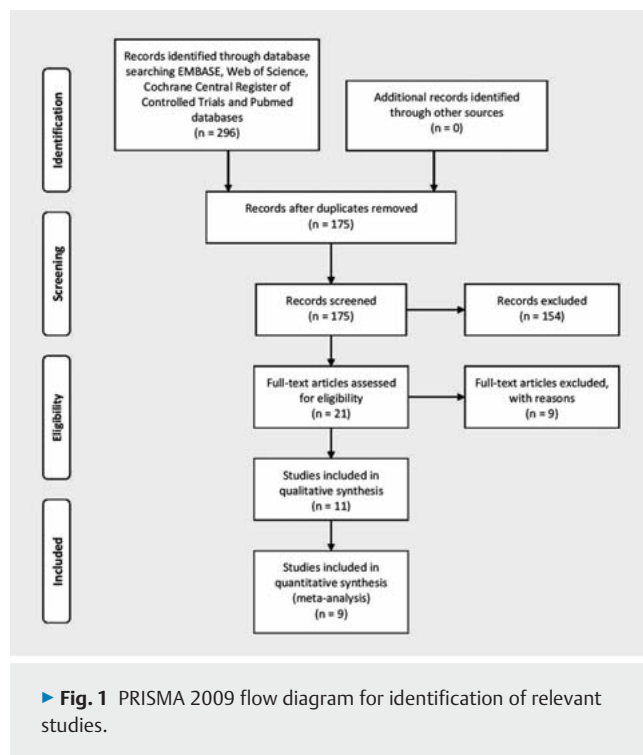 Identification
Records identified through database
searching EMBASE, Web of Science,
Cochrane Central Register of
Controlled Trials and Pubmed
databases
(n = 296)
Additional records identified
through other sources
(n = 0)
Records after duplicates removed
(n = 175)
Screening
Records screened
(n = 175)
Records excluded
(n = 154)
Eligibility
Full-text articles assessed
for eligibility
(n = 21)
Full-text articles excluded,
with reasons
(n = 9)
Studies included in
qualitative synthesis
(n = 11)
Included
Studies included in
quantitative synthesis
(meta-analysis)
(n = 9)
► Fig. 1 PRISMA 2009 flow diagram for identification of relevant
studies.